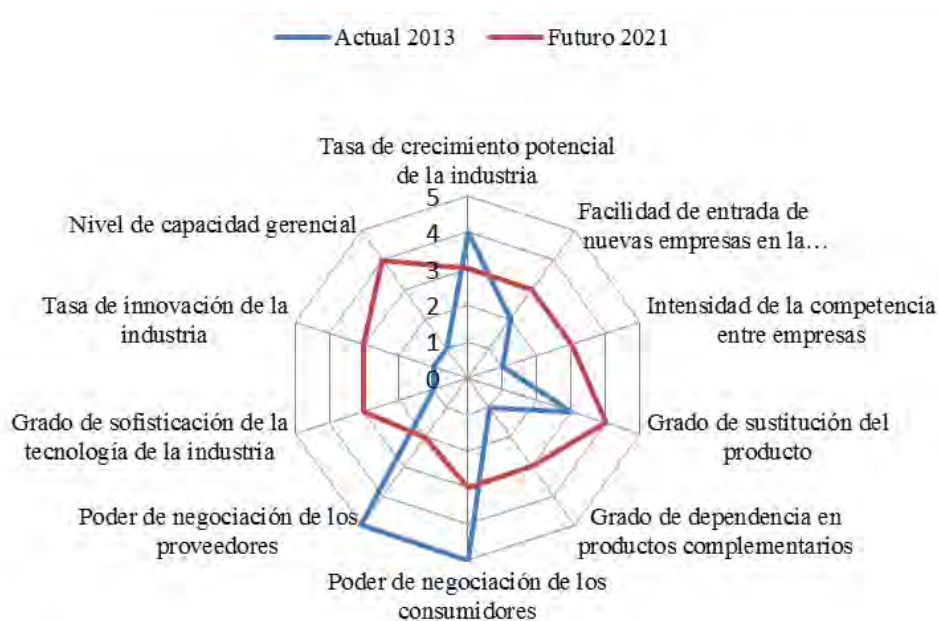 Actual 2013
Futuro 2021
Tasa de crecimiento potencial
de la industria
Facilidad de entrada de
nuevas empresas en la...
Intensidad de la competencia
entre empresas
Grado de sustitución del
producto
Grado de dependencia en
productos complementarios
Poder de negociación de los
consumidores
Poder de negociación de los
proveedores
Grado de sofisticación de la
tecnología de la industria
Tasa de innovación de la
industria
Nivel de capacidad gerencial
5
4
3
2
1
0